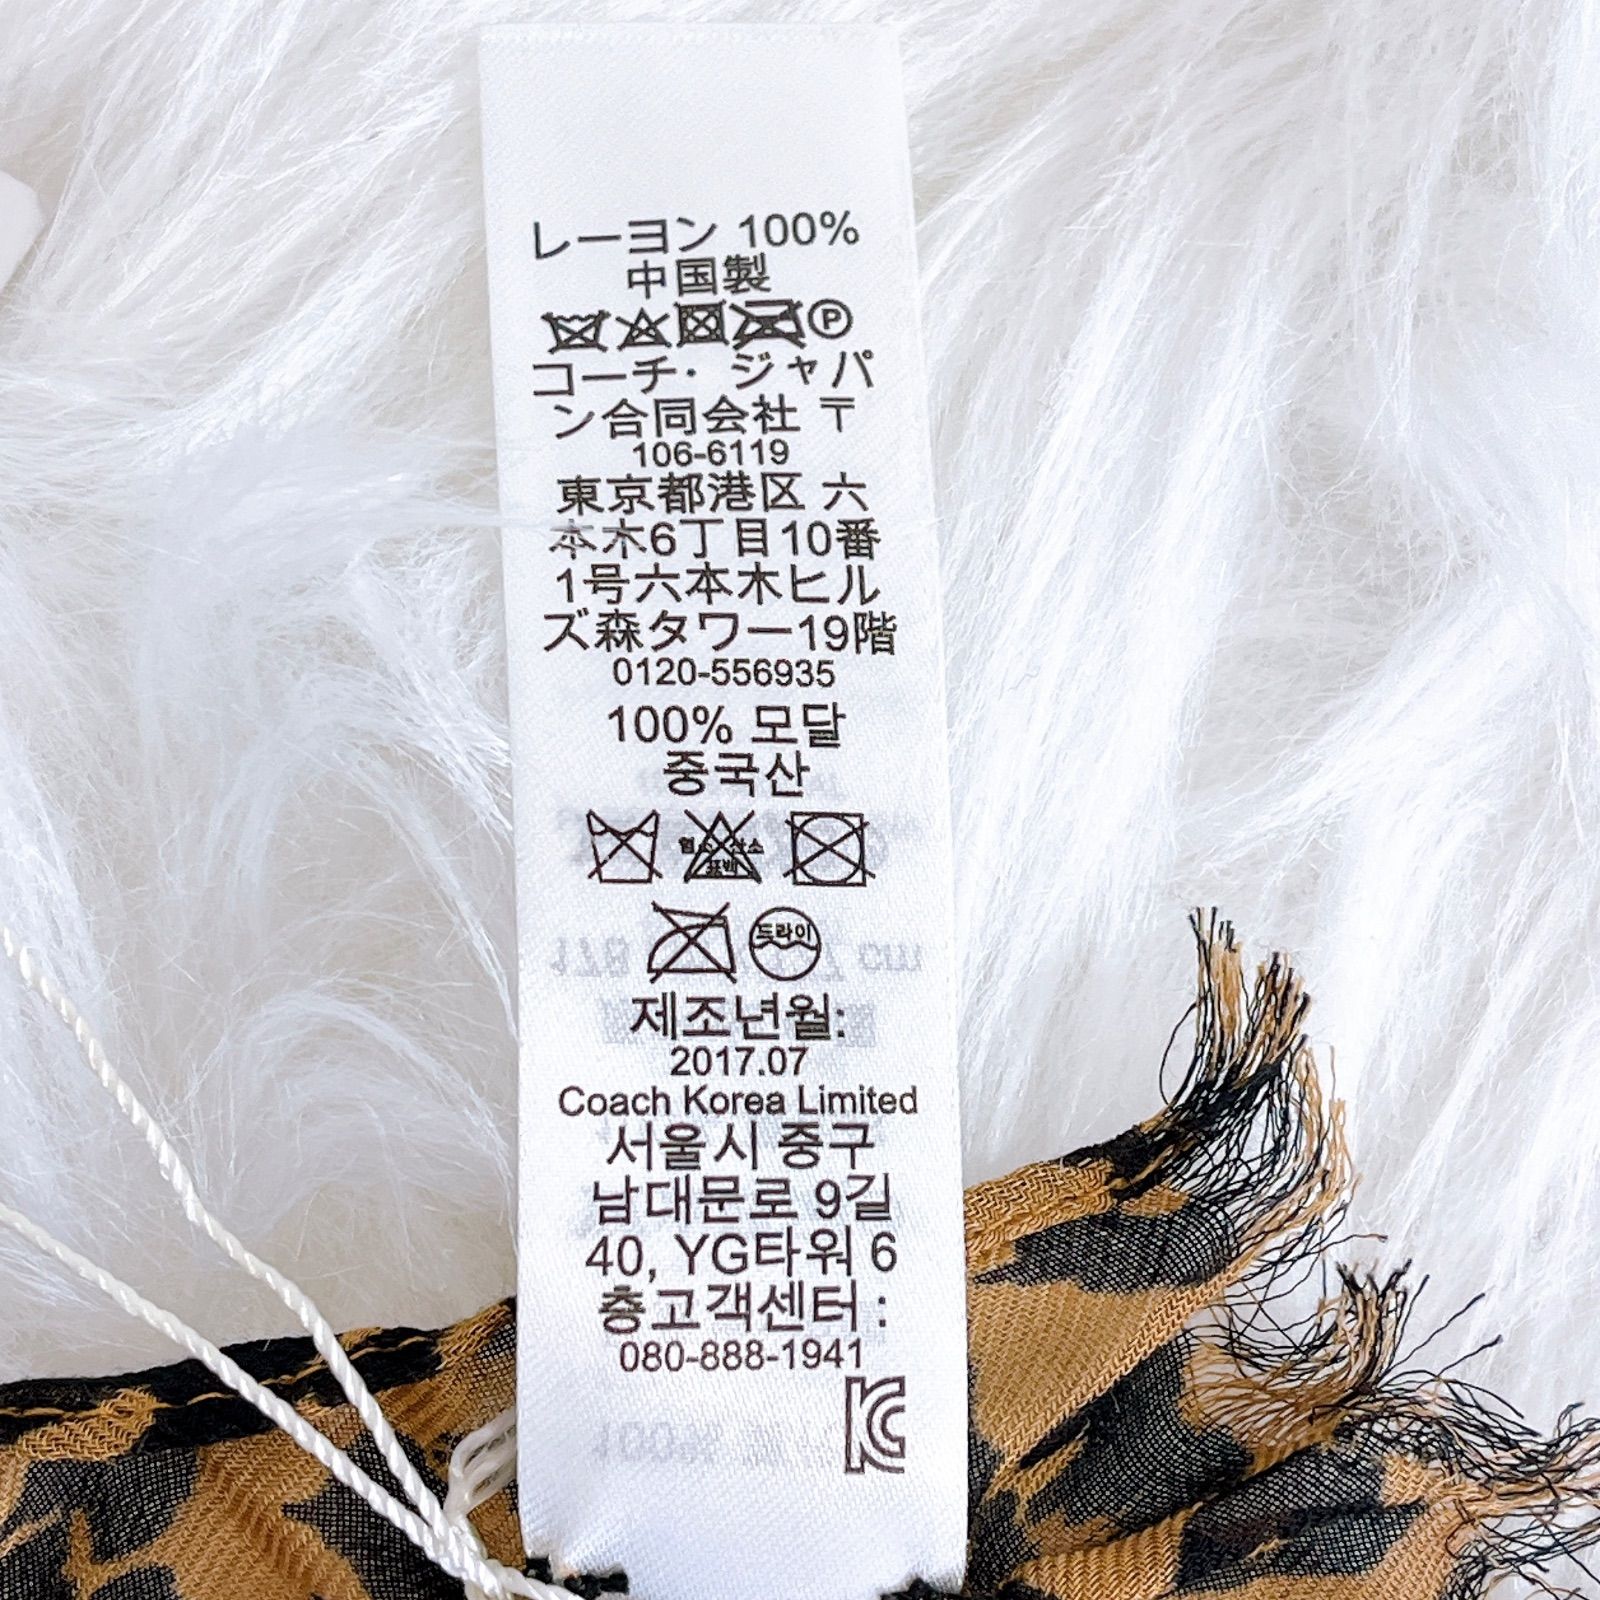 レーヨン 100%
中国製
P
コーチ・ジャパ
ン合同会社 〒
106-6119
東京都港区 六
本木6丁目10番
1号六本木ヒル
ズ森タワー19階
0120-556935
100% 모달
중국산
표백
드라이
제조년월:
2017.07
Coach Korea Limited
서울시 중구
남대문로 9길
40, YG타워 6
층고객센터 :
080-888-1941
KC